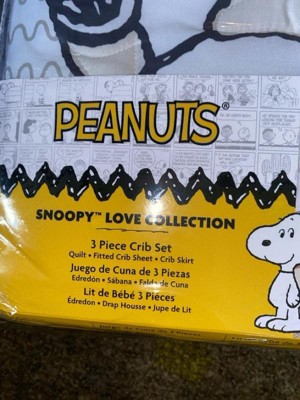 PEANUTS®
SNOOPY™ LOVE COLLECTION
3 Piece Crib Set
Quilt • Fitted Crib Sheet • Crib Skirt
Juego de Cuna de 3 Piezas
Edredón • Sábana • Falda de Cuna
Lit de Bébé 3 Pièces
Édredon • Drap Housse • Jupe de Lit